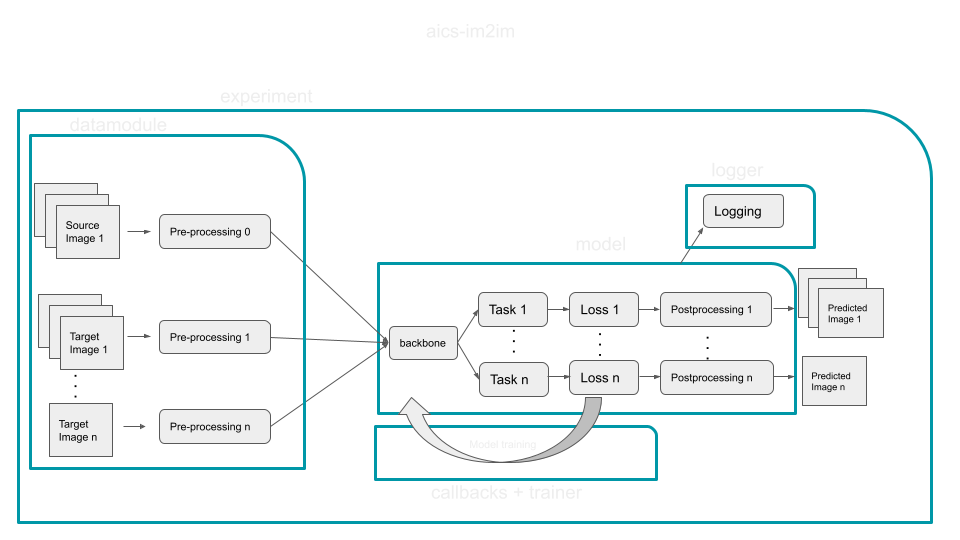 aics-im2im
experiment
datamodule
Source
Image 1
Pre-processing 0
Target
Image 1
Pre-processing 1
Target
Image n
Pre-processing n
logger
Logging
model
backbone
Task 1
Loss 1
Postprocessing 1
Predicted
Image 1
Task n
Loss n
Postprocessing n
Predicted
Image n
Model training
callbacks + trainer